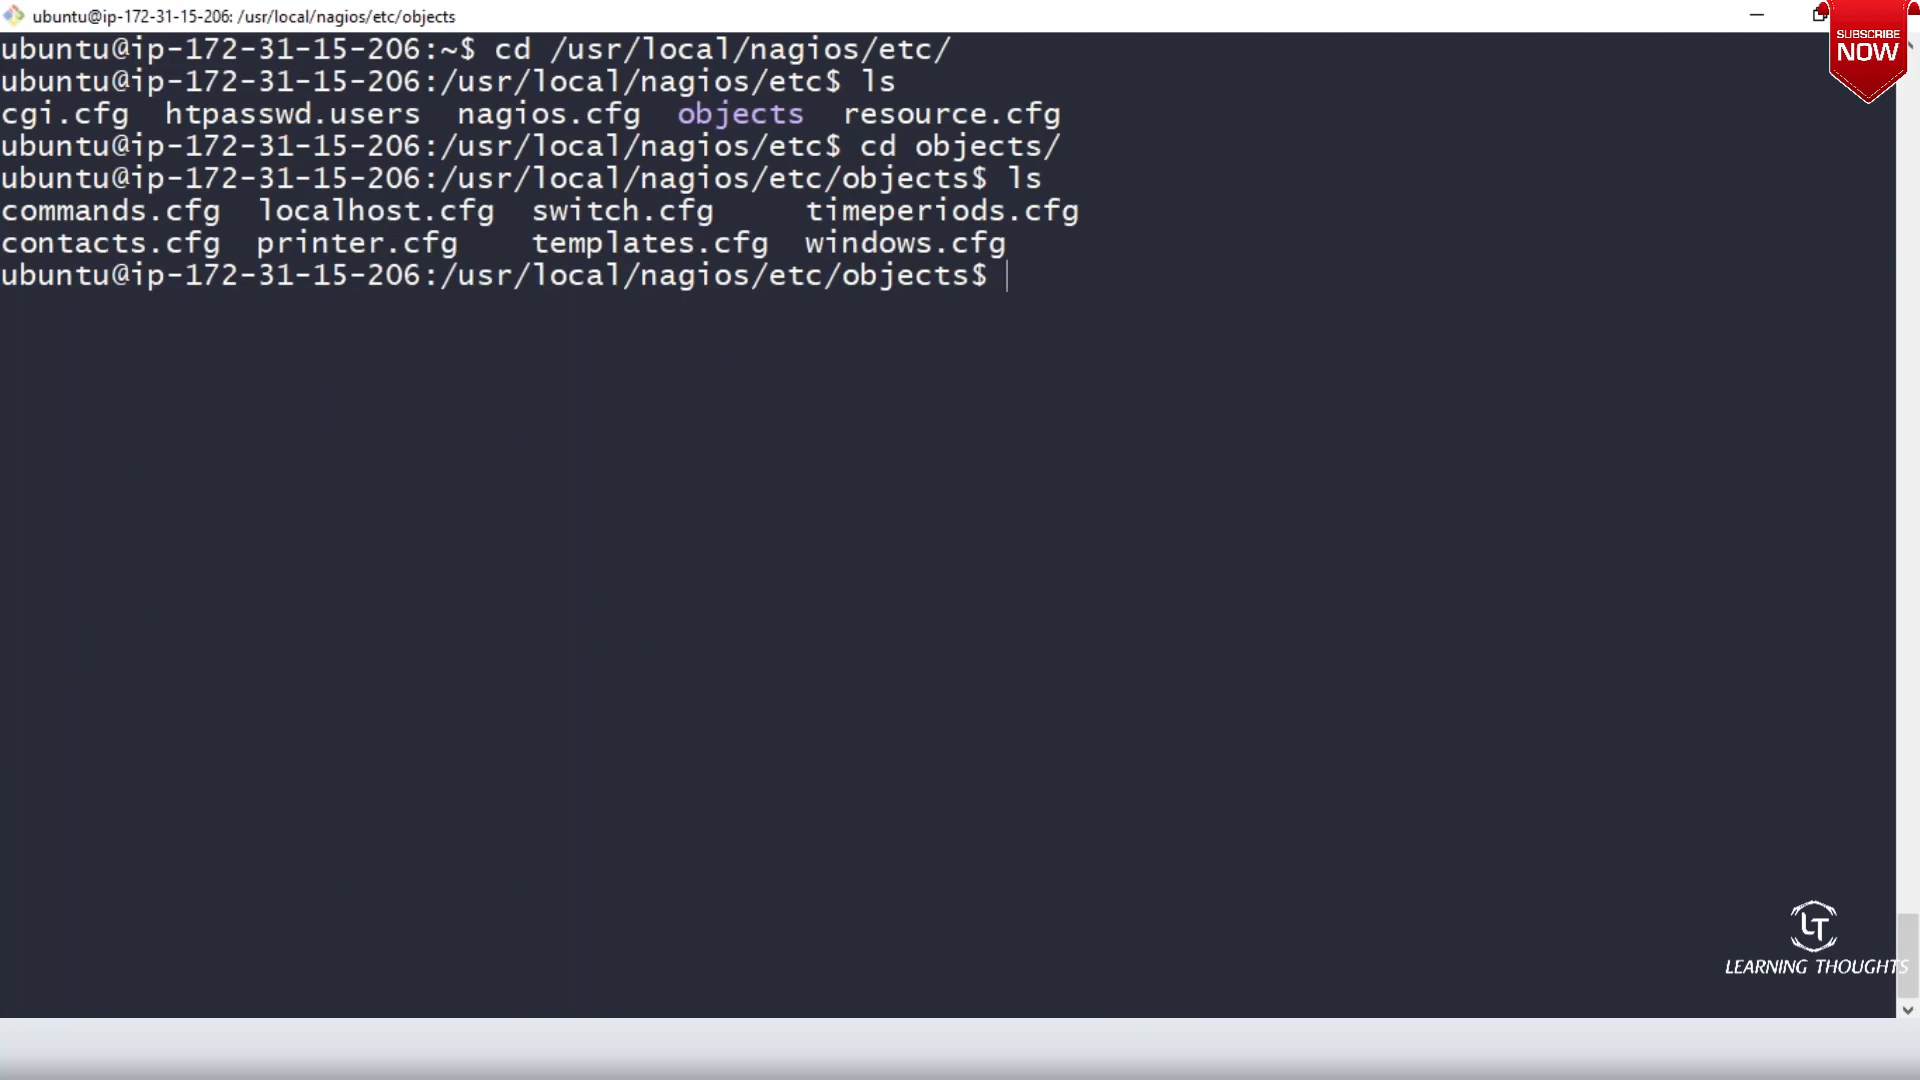 ubuntu@ip-172-31-15-206: /usr/local/nagios/etc/objects
SUBSCRIBE
NOW
ubuntu@ip-172-31-15-206:~$ cd /usr/local/nagios/etc/
ubuntu@ip-172-31-15-206:/usr/local/nagios/etc$ ls
cgi.cfg  htpasswd.users  nagios.cfg  objects  resource.cfg
ubuntu@ip-172-31-15-206:/usr/local/nagios/etc$ cd objects/
ubuntu@ip-172-31-15-206:/usr/local/nagios/etc/objects$ ls
commands.cfg  localhost.cfg  switch.cfg     timeperiods.cfg
contacts.cfg  printer.cfg    templates.cfg  windows.cfg
ubuntu@ip-172-31-15-206:/usr/local/nagios/etc/objects$
LT
LEARNING THOUGHTS